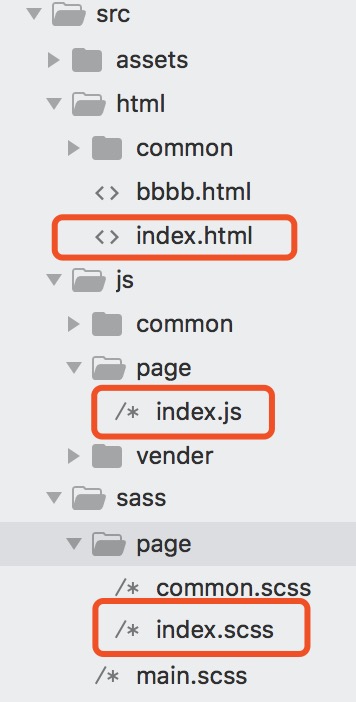 src
assets
html
common
<> bbbb.html
<> index.html
js
common
page
/* index.js
vender
sass
page
/* common.scss
/* index.scss
/* main.scss